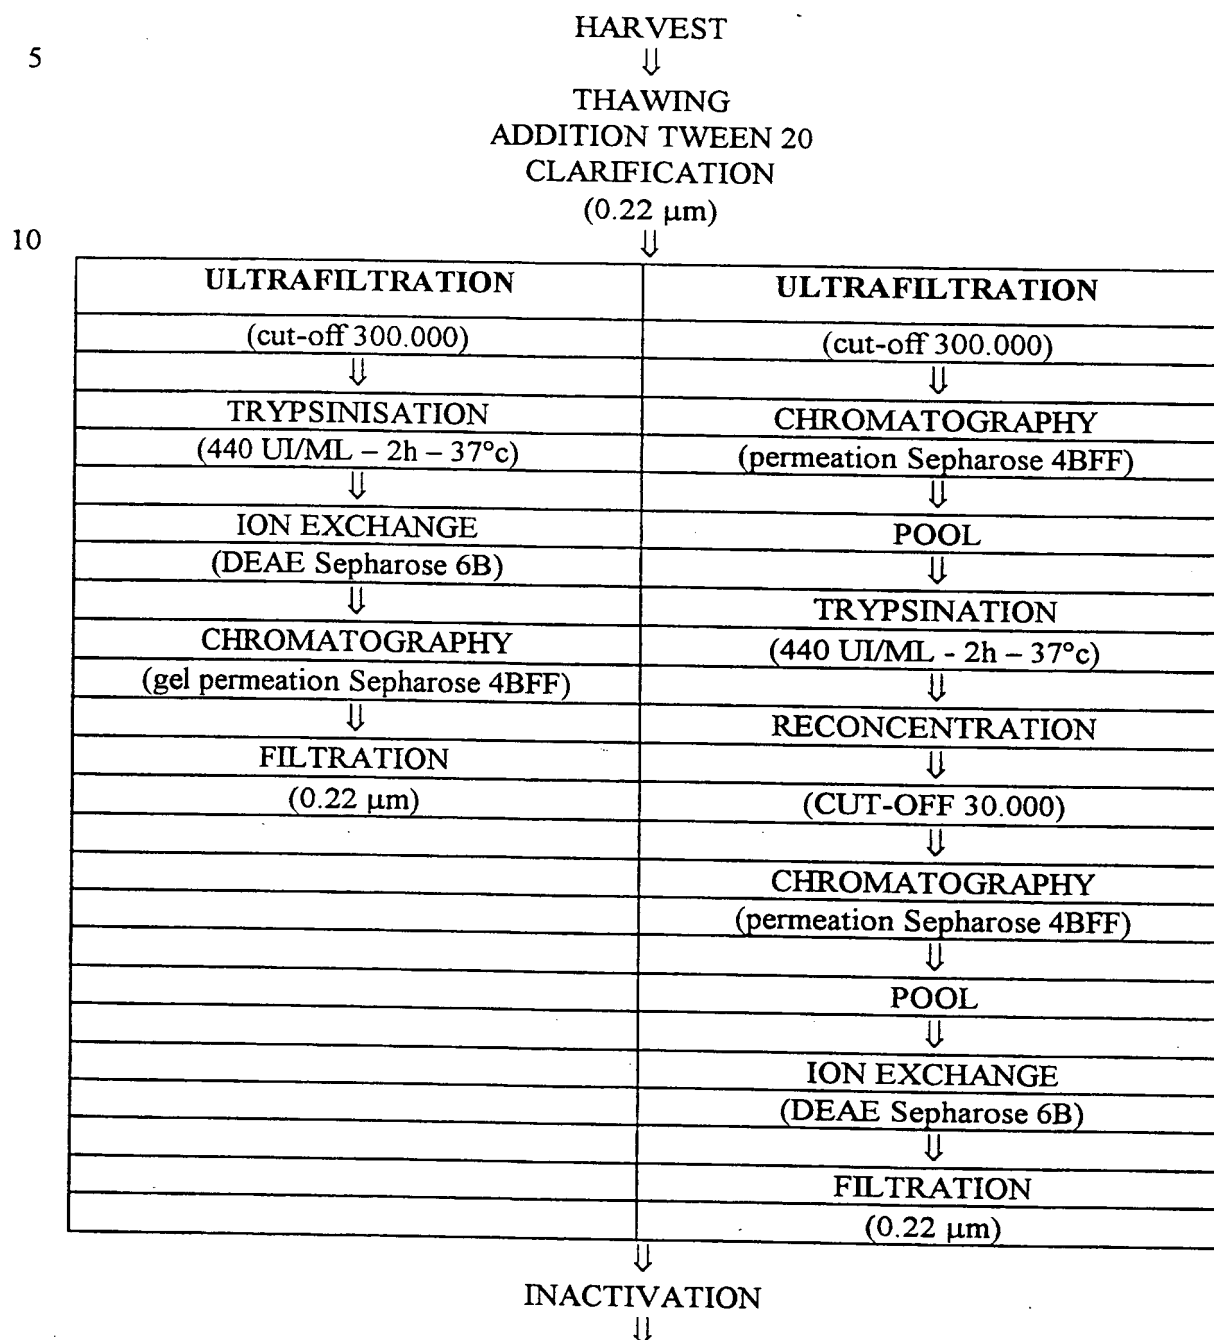 HARVEST
5
⇓
THAWING
ADDITION TWEEN 20
CLARIFICATION
(0.22 μm)
10
⇓
ULTRAFILTRATION
(cut-off 300.000)
⇓
TRYPSINISATION
(440 UI/ML – 2h – 37°c)
⇓
ION EXCHANGE
(DEAE Sepharose 6B)
⇓
CHROMATOGRAPHY
(gel permeation Sepharose 4BFF)
⇓
FILTRATION
(0.22 μm)
ULTRAFILTRATION
(cut-off 300.000)
⇓
CHROMATOGRAPHY
(permeation Sepharose 4BFF)
⇓
POOL
⇓
TRYPSINATION
(440 UI/ML - 2h – 37°c)
⇓
RECONCENTRATION
⇓
(CUT-OFF 30.000)
⇓
CHROMATOGRAPHY
(permeation Sepharose 4BFF)
⇓
POOL
⇓
ION EXCHANGE
(DEAE Sepharose 6B)
⇓
FILTRATION
(0.22 μm)
⇓
INACTIVATION
⇓